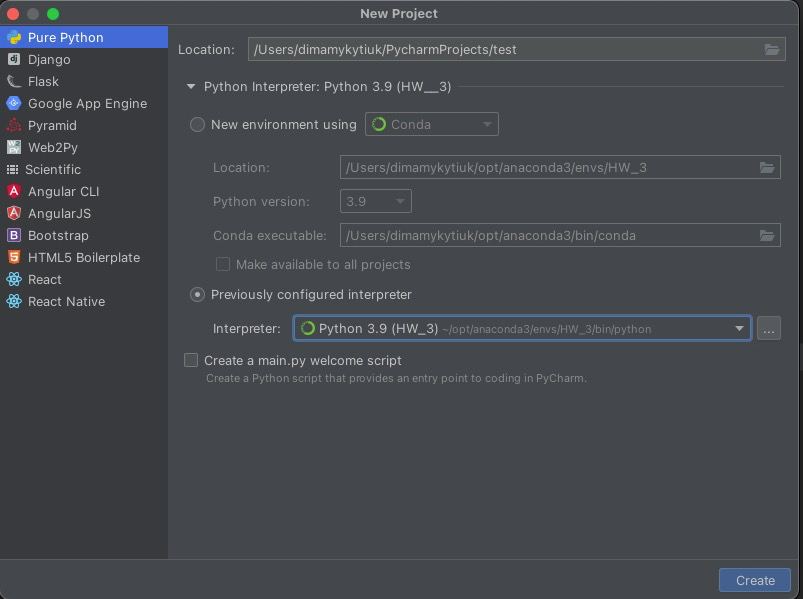 New Project
Pure Python
Django
Flask
Google App Engine
Pyramid
Web2Py
Scientific
Angular CLI
AngularJS
Bootstrap
HTML5 Boilerplate
React
React Native
Location: /Users/dimamykytiuk/PycharmProjects/test
Python Interpreter: Python 3.9 (HW__3)
New environment using Conda
Location: /Users/dimamykytiuk/opt/anaconda3/envs/HW_3
Python version: 3.9
Conda executable: /Users/dimamykytiuk/opt/anaconda3/bin/conda
Make available to all projects
Previously configured interpreter
Interpreter: Python 3.9 (HW_3) ~/opt/anaconda3/envs/HW_3/bin/python ...
Create a main.py welcome script
Create a Python script that provides an entry point to coding in PyCharm.
Create